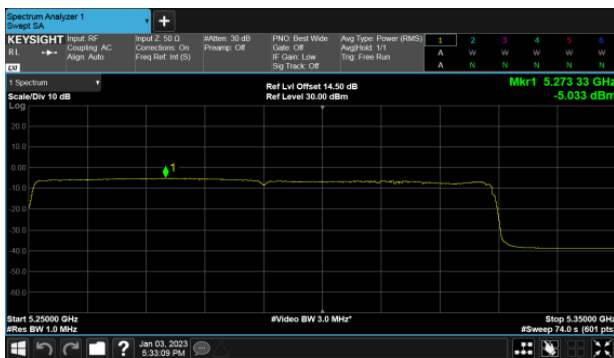 Spectrum Analyzer 1
Swept SA
KEYSIGHT
Input: RF
Coupling: AC
Align: Auto
Input Z: 50 Ω
Corrections: On
Freq Ref: Int (S)
#Atten: 30 dB
Preamp: Off
PNO: Best Wide
Gate: Off
IF Gain: Low
Sig Track: Off
Avg Type: Power (RMS)
Avg|Hold: 1/1
Trig: Free Run
1 2 3 4 5 6
A W W W W W
A N N N N N
RL
LXI
1 Spectrum
Scale/Div 10 dB
Ref Lvl Offset 14.50 dB
Ref Level 30.00 dBm
Mkr1 5.273 33 GHz
-5.033 dBm
Log
20.0
10.0
0.00
1
-10.0
-20.0
-30.0
-40.0
-50.0
-60.0
Start 5.25000 GHz
#Res BW 1.0 MHz
#Video BW 3.0 MHz*
Stop 5.35000 GHz
#Sweep 74.0 s (601 pts)
?
Jan 03, 2023
5:33:09 PM